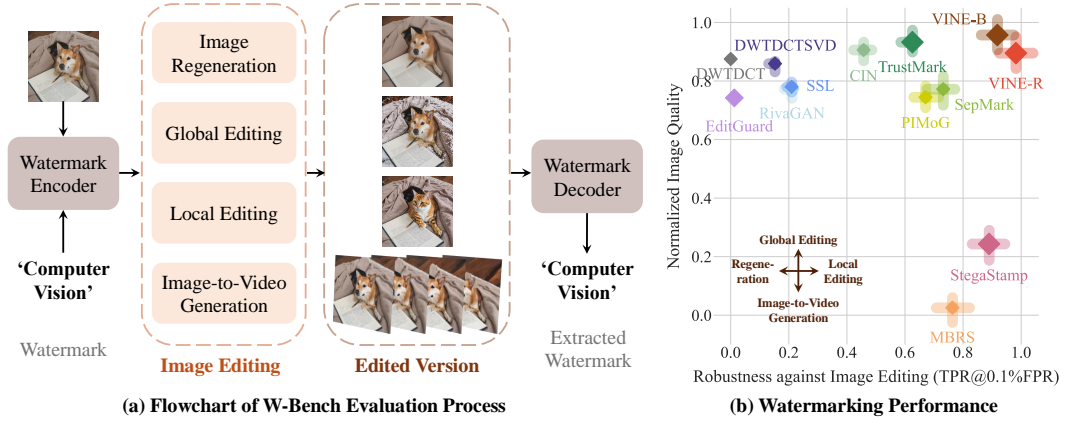 Watermark
Encoder
'Computer
Vision'
Watermark
Image
Regeneration
Global Editing
Local Editing
Image-to-Video
Generation
Image Editing
Edited Version
Watermark
Decoder
'Computer
Vision'
Extracted
Watermark
(a) Flowchart of W-Bench Evaluation Process
Normalized Image Quality
1.0
0.8
0.6
0.4
0.2
0.0
0.0
0.2
0.4
0.6
0.8
1.0
VINE-B
DWTDCTSVD
DWTDCT
CIN
TrustMark
VINE-R
SSL
RivaGAN
EditGuard
SepMark
PIMoG
StegaStamp
MBRS
Global Editing
Regene-
ration
Local
Editing
Image-to-Video
Generation
Robustness against Image Editing (TPR@0.1%FPR)
(b) Watermarking Performance